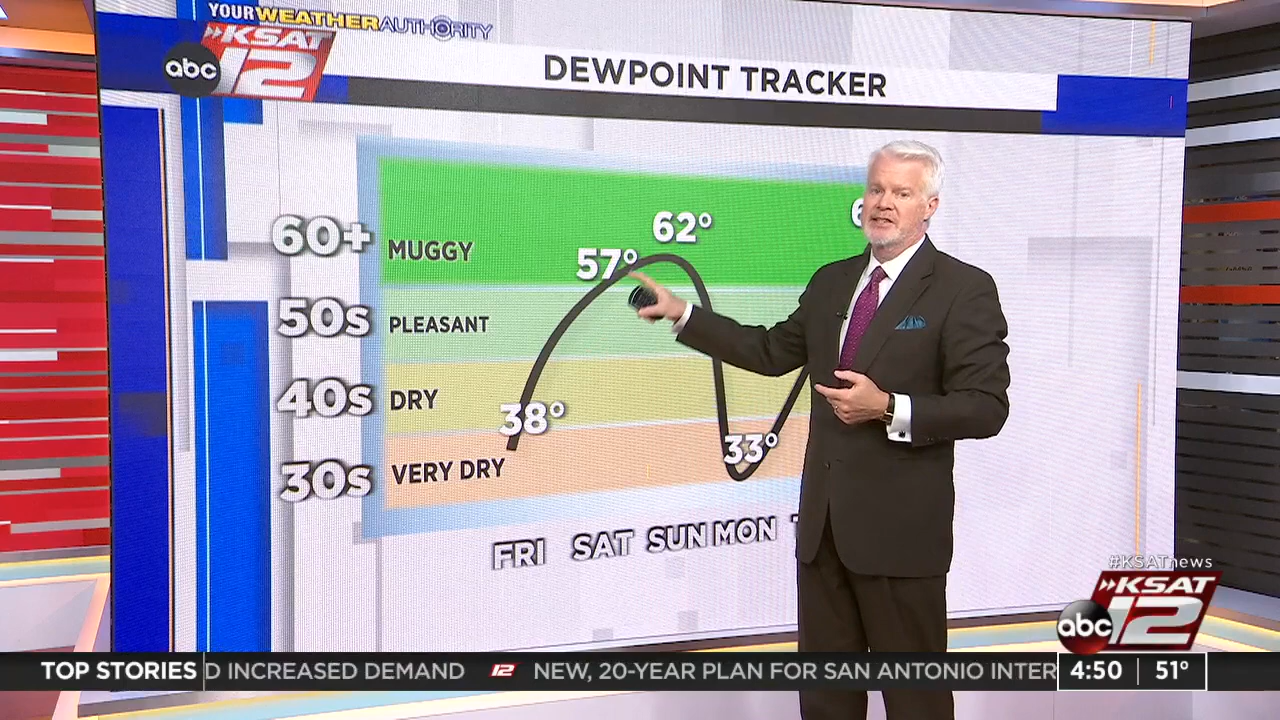 YOUR WEATHER AUTHORITY
KSAT
abc 12
DEWPOINT TRACKER
60+ MUGGY
62°
57°
50s PLEASANT
40s DRY
38°
33°
30s VERY DRY
FRI SAT SUN MON
#KSATnews
KSAT
abc 12
TOP STORIES D INCREASED DEMAND 12 NEW, 20-YEAR PLAN FOR SAN ANTONIO INTER 4:50 51°